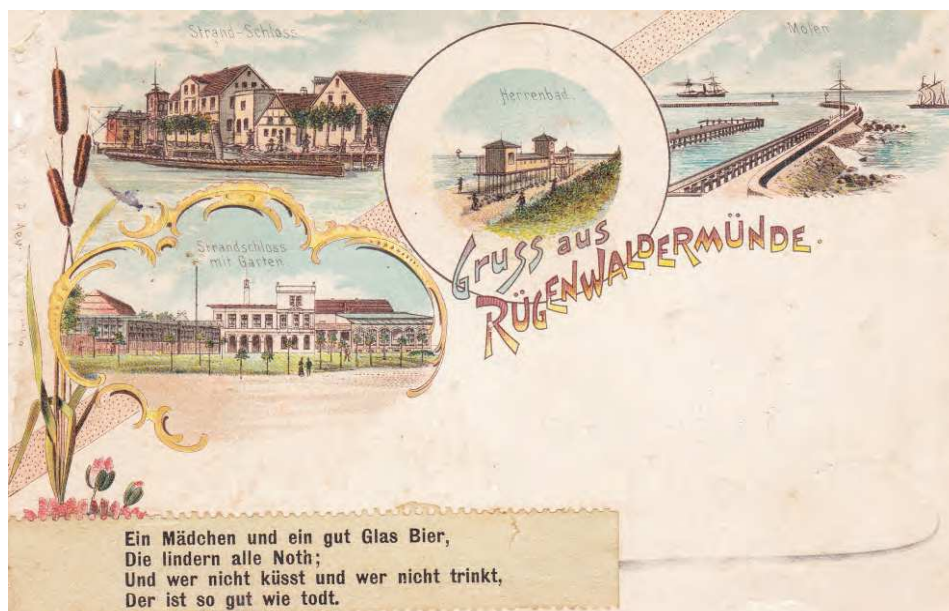 Strand-Schloss
Herrenbad.
Molen
Strandschloss
mit Garten
Gruss aus
RÜGENWALDERMÜNDE.
Ein Mädchen und ein gut Glas Bier,
Die lindern alle Noth;
Und wer nicht küsst und wer nicht trinkt,
Der ist so gut wie todt.